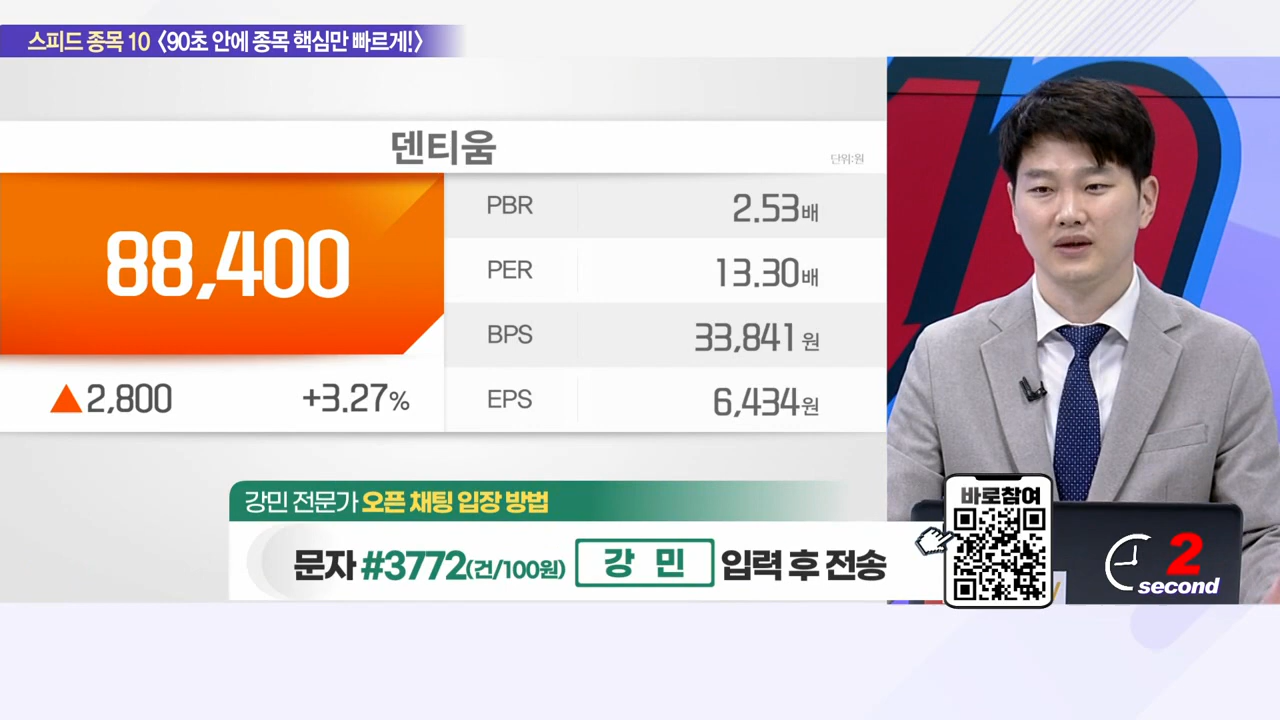 스피드 종목 10 〈90초 안에 종목 핵심만 빠르게!〉
덴티움
단위:원
88,400
▲2,800 +3.27%
PBR 2.53배
PER 13.30배
BPS 33,841원
EPS 6,434원
강민 전문가 오픈 채팅 입장 방법
문자 #3772(건/100원) 강 민 입력 후 전송
바로참여
2
second